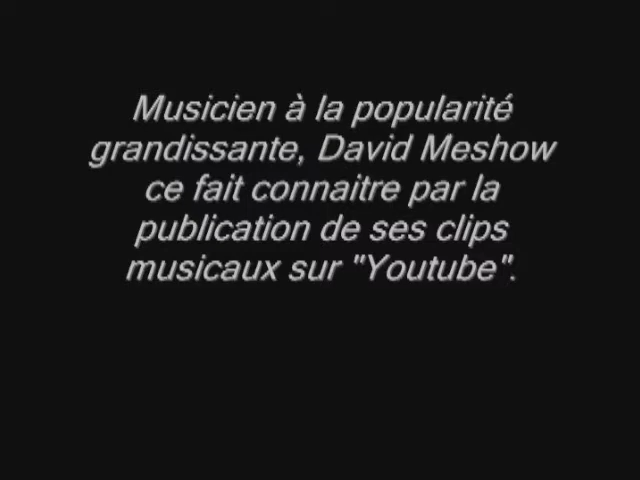 Musicien à la popularité
grandissante, David Meshow
ce fait connaitre par la
publication de ses clips
musicaux sur "Youtube".